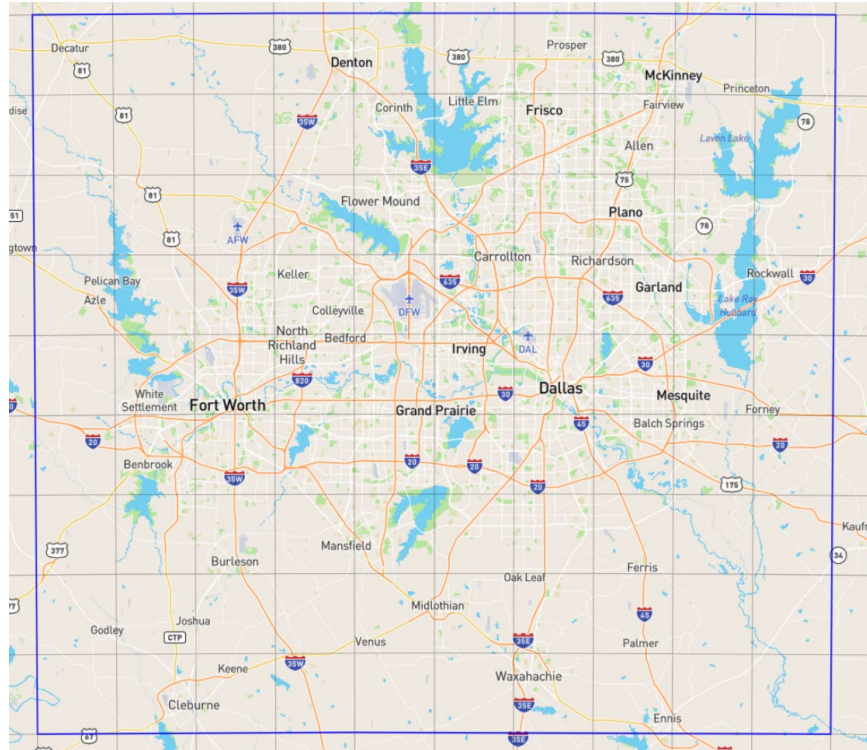 Decatur
380
Denton
380
Prosper
380
McKinney
Princeton
81
Corinth
Little Elm
Frisco
Fairview
dise
81
35W
78
Lavon Lake
Allen
35E
75
81
Flower Mound
Plano
51
AFW
81
78
ngtown
Carrollton
Richardson
Keller
Pelican Bay
Azle
35W
635
Garland
Rockwall
30
635
Lake Ray
Hubbard
Colleyville
DFW
North
Richland
Hills
Bedford
Irving
DAL
30
820
White
Settlement
Fort Worth
Grand Prairie
30
Dallas
Mesquite
Forney
20
45
Balch Springs
20
Benbrook
35W
20
20
20
175
377
Mansfield
Kaufm
34
Burleson
Oak Leaf
Ferris
Joshua
Midlothian
45
Godley
CTP
Venus
35E
Palmer
Keene
35W
Waxahachie
Cleburne
35E
Ennis
67
35E